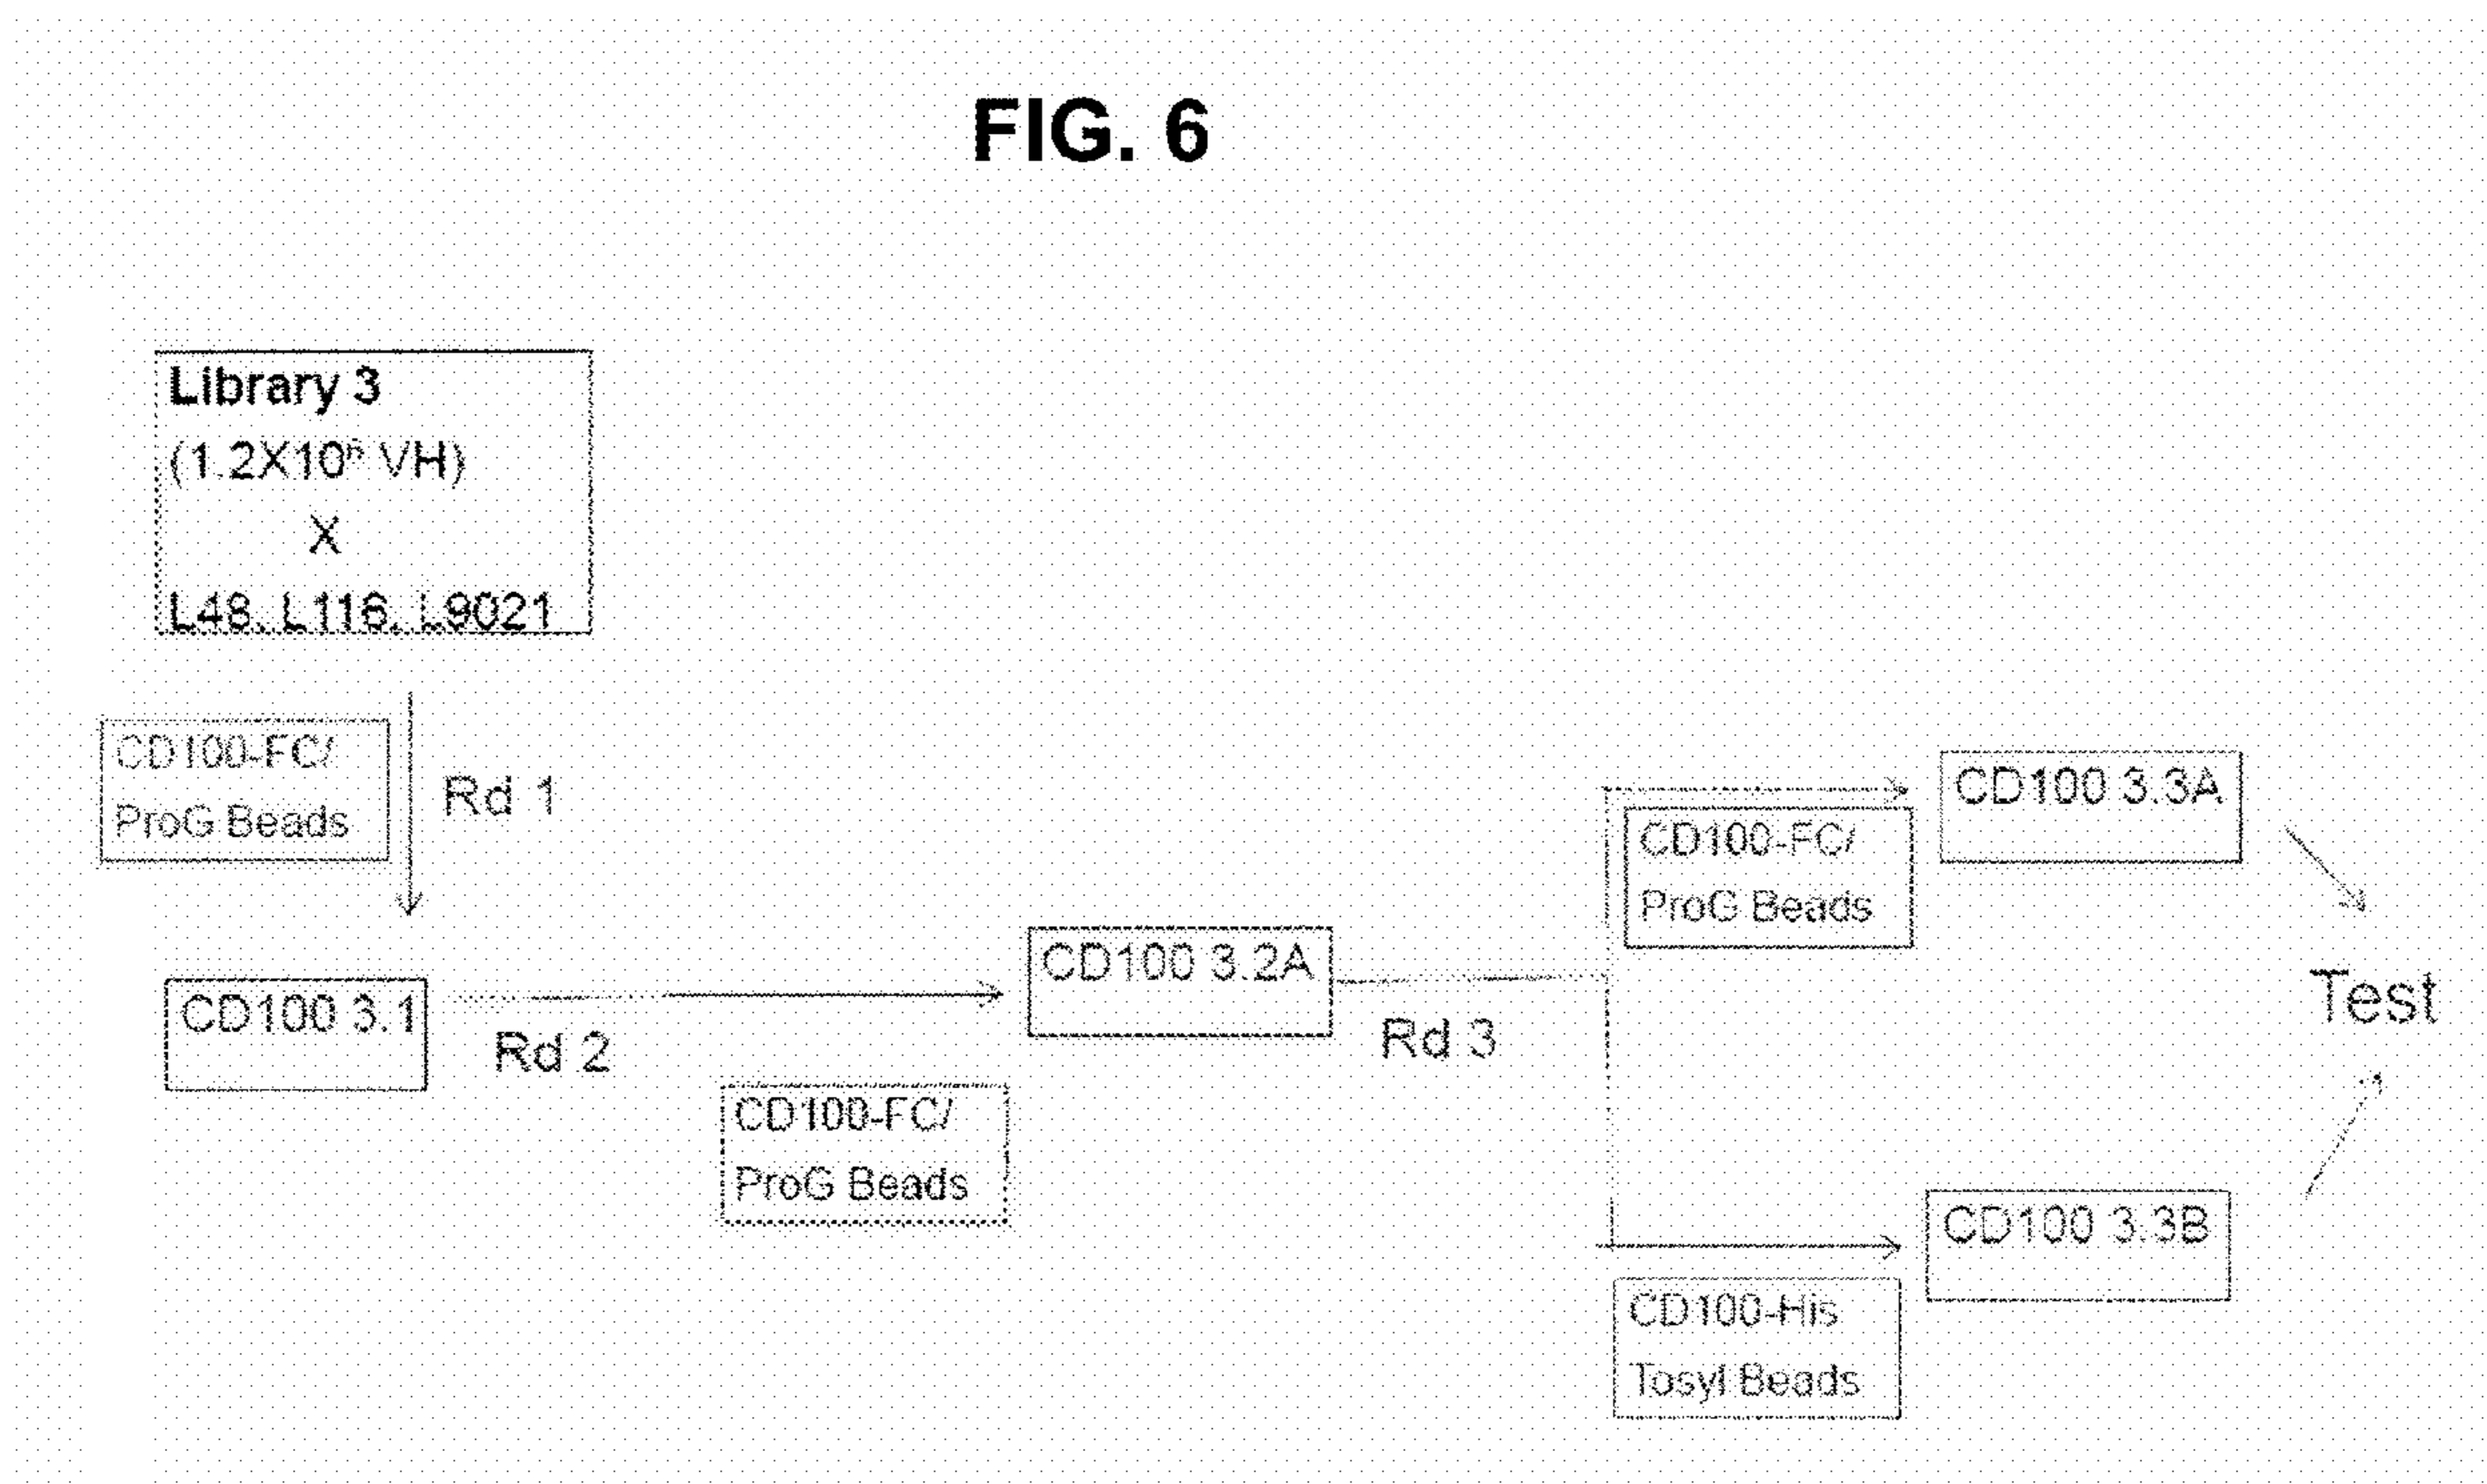 FIG. 6
Library 3
(1.2X10⁶ VH)
X
L48, L116, L9021
CD100-FC/
ProG Beads
Rd 1
CD100 3.1
Rd 2
CD100-FC/
ProG Beads
CD100 3.2A
Rd 3
CD100-FC/
ProG Beads
CD100 3.3A
Test
CD100 3.3B
CD100-His
Tosyl Beads